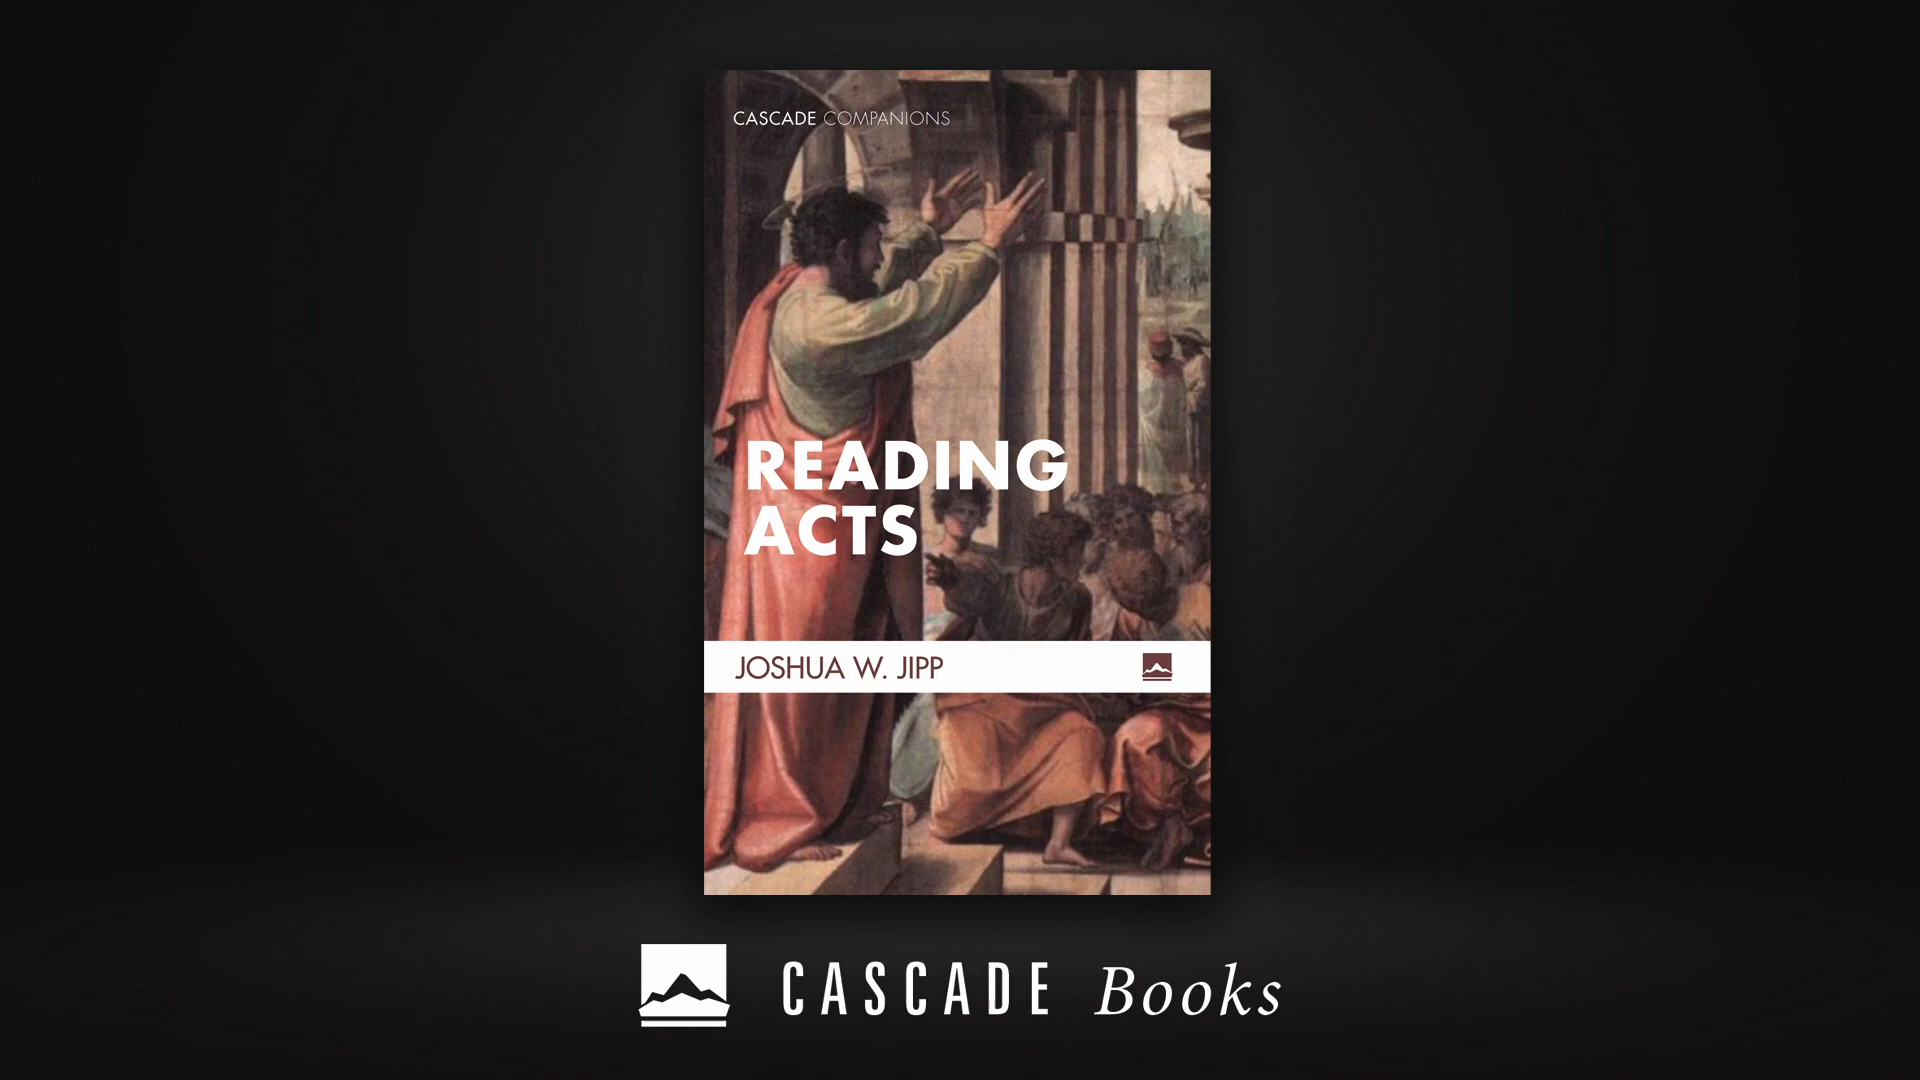 CASCADE COMPANIONS
READING
ACTS
JOSHUA W. JIPP
CASCADE Books